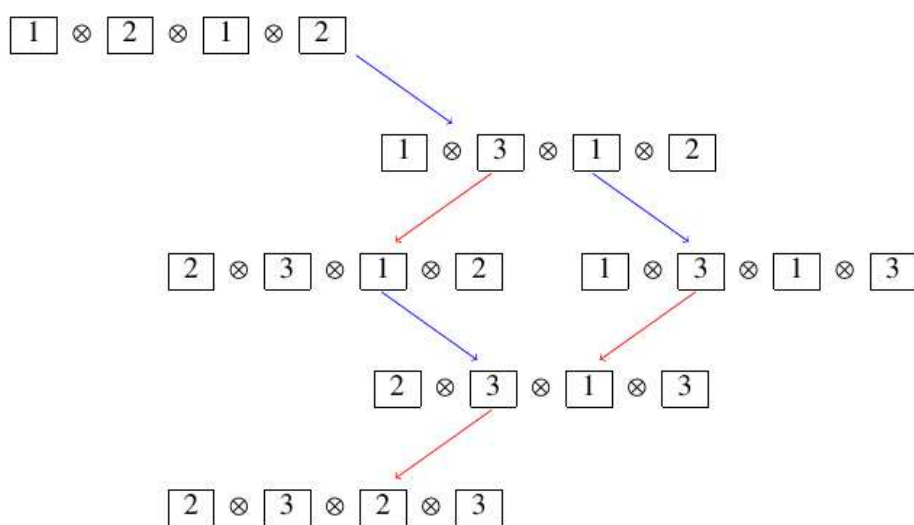 1 ⊗ 2 ⊗ 1 ⊗ 2
1 ⊗ 3 ⊗ 1 ⊗ 2
2 ⊗ 3 ⊗ 1 ⊗ 2
1 ⊗ 3 ⊗ 1 ⊗ 3
2 ⊗ 3 ⊗ 1 ⊗ 3
2 ⊗ 3 ⊗ 2 ⊗ 3